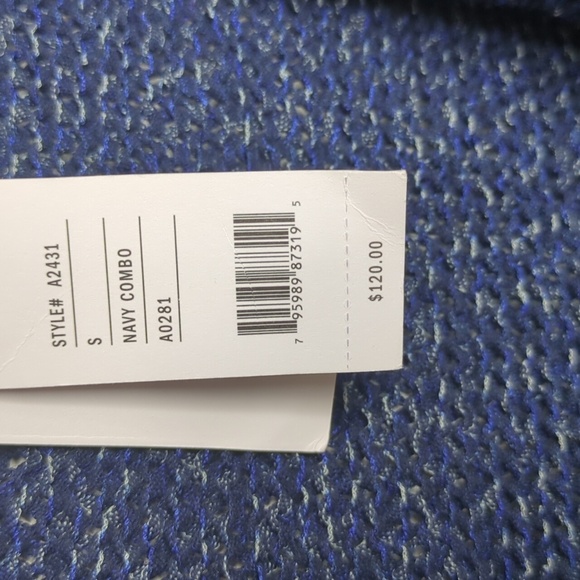 STYLE# A2431
S
NAVY COMBO
A0281
7 95989 87319 5
$120.00